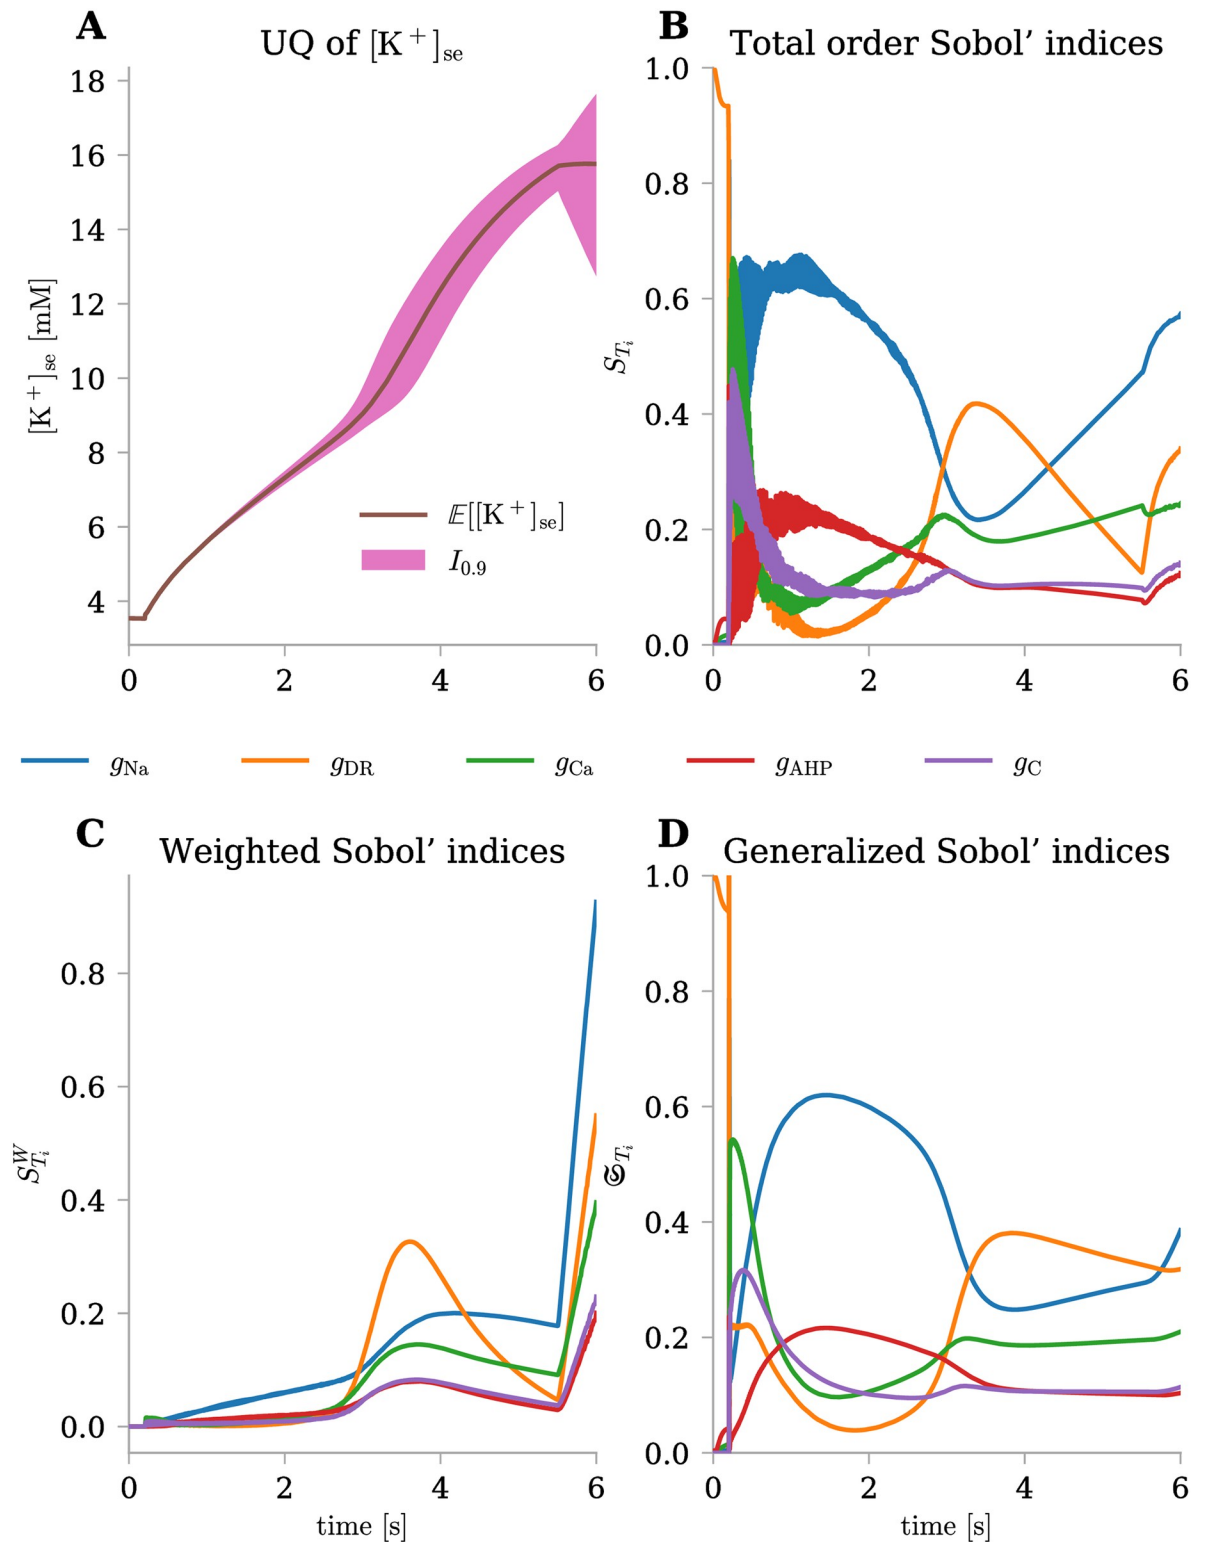 A
UQ of [K⁺]se
18
16
14
12
10
8
6
4
[K⁺]se [mM]
𝔼[[K⁺]se]
I0.9
0 2 4 6
B
Total order Sobol’ indices
1.0
0.8
0.6
0.4
0.2
0.0
STi
0 2 4 6
gNa gDR gCa gAHP gC
C
Weighted Sobol’ indices
0.8
0.6
0.4
0.2
0.0
S^W_Ti
0 2 4 6
time [s]
D
Generalized Sobol’ indices
1.0
0.8
0.6
0.4
0.2
0.0
𝔖Ti
0 2 4 6
time [s]